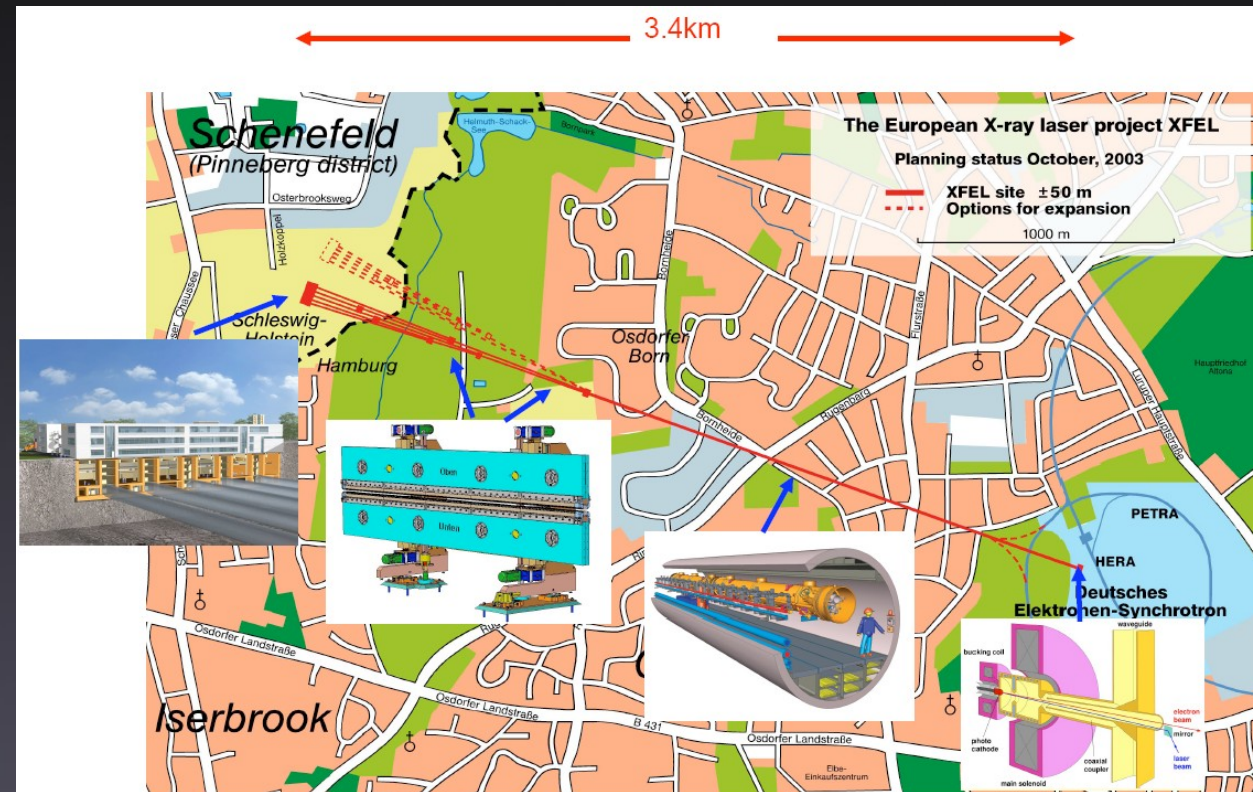 3.4km
Schenefeld
(Pinneberg district)
Helmuth-Schack-
See
Bornpark
The European X-ray laser project XFEL
Planning status October, 2003
XFEL site ±50 m
Options for expansion
1000 m
Osterbrooksweg
Holzkoppel
Bornheide
Flurstraße
Chaussee
Schleswig-
Holstein
Hamburg
Osdorfer
Born
Hauptfriedhof
Altona
Luruper Hauptstraße
Rugenbarg
Bornheide
Oben
Unten
PETRA
HERA
Deutsches
Elektronen-Synchrotron
waveguide
bucking coil
electron
beam
mirror
laser
beam
photo
cathode
coaxial
coupler
main solenoid
Osdorfer Landstraße
Iserbrook
Osdorfer Landstraße
B 431
Osdorfer Landstraße
Elbe-
Einkaufszentrum